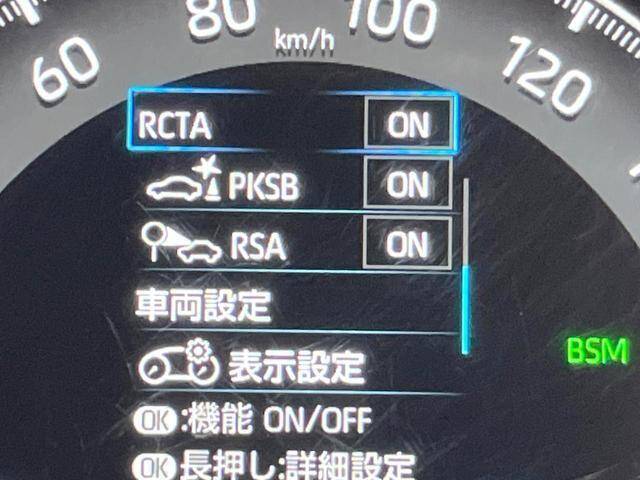 60 80 100 120
km/h
RCTA ON
PKSB ON
RSA ON
車両設定
BSM
表示設定
OK:機能 ON/OFF
OK長押し:詳細設定